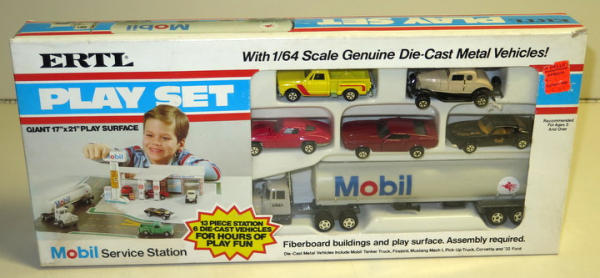 PLAY SET
ERTL
With 1/64 Scale Genuine Die-Cast Metal Vehicles!
PLAY SET
GIANT 17"x21" PLAY SURFACE
Recommended
For Ages 3
And Over
Mobil
Mobil
13 PIECE STATION
6 DIE-CAST VEHICLES
FOR HOURS OF
PLAY FUN
Mobil Service Station
Fiberboard buildings and play surface. Assembly required.
Die-Cast Metal Vehicles Include Mobil Tanker Truck, Firebird, Mustang Mach I, Pick-Up Truck, Corvette and '32 Ford